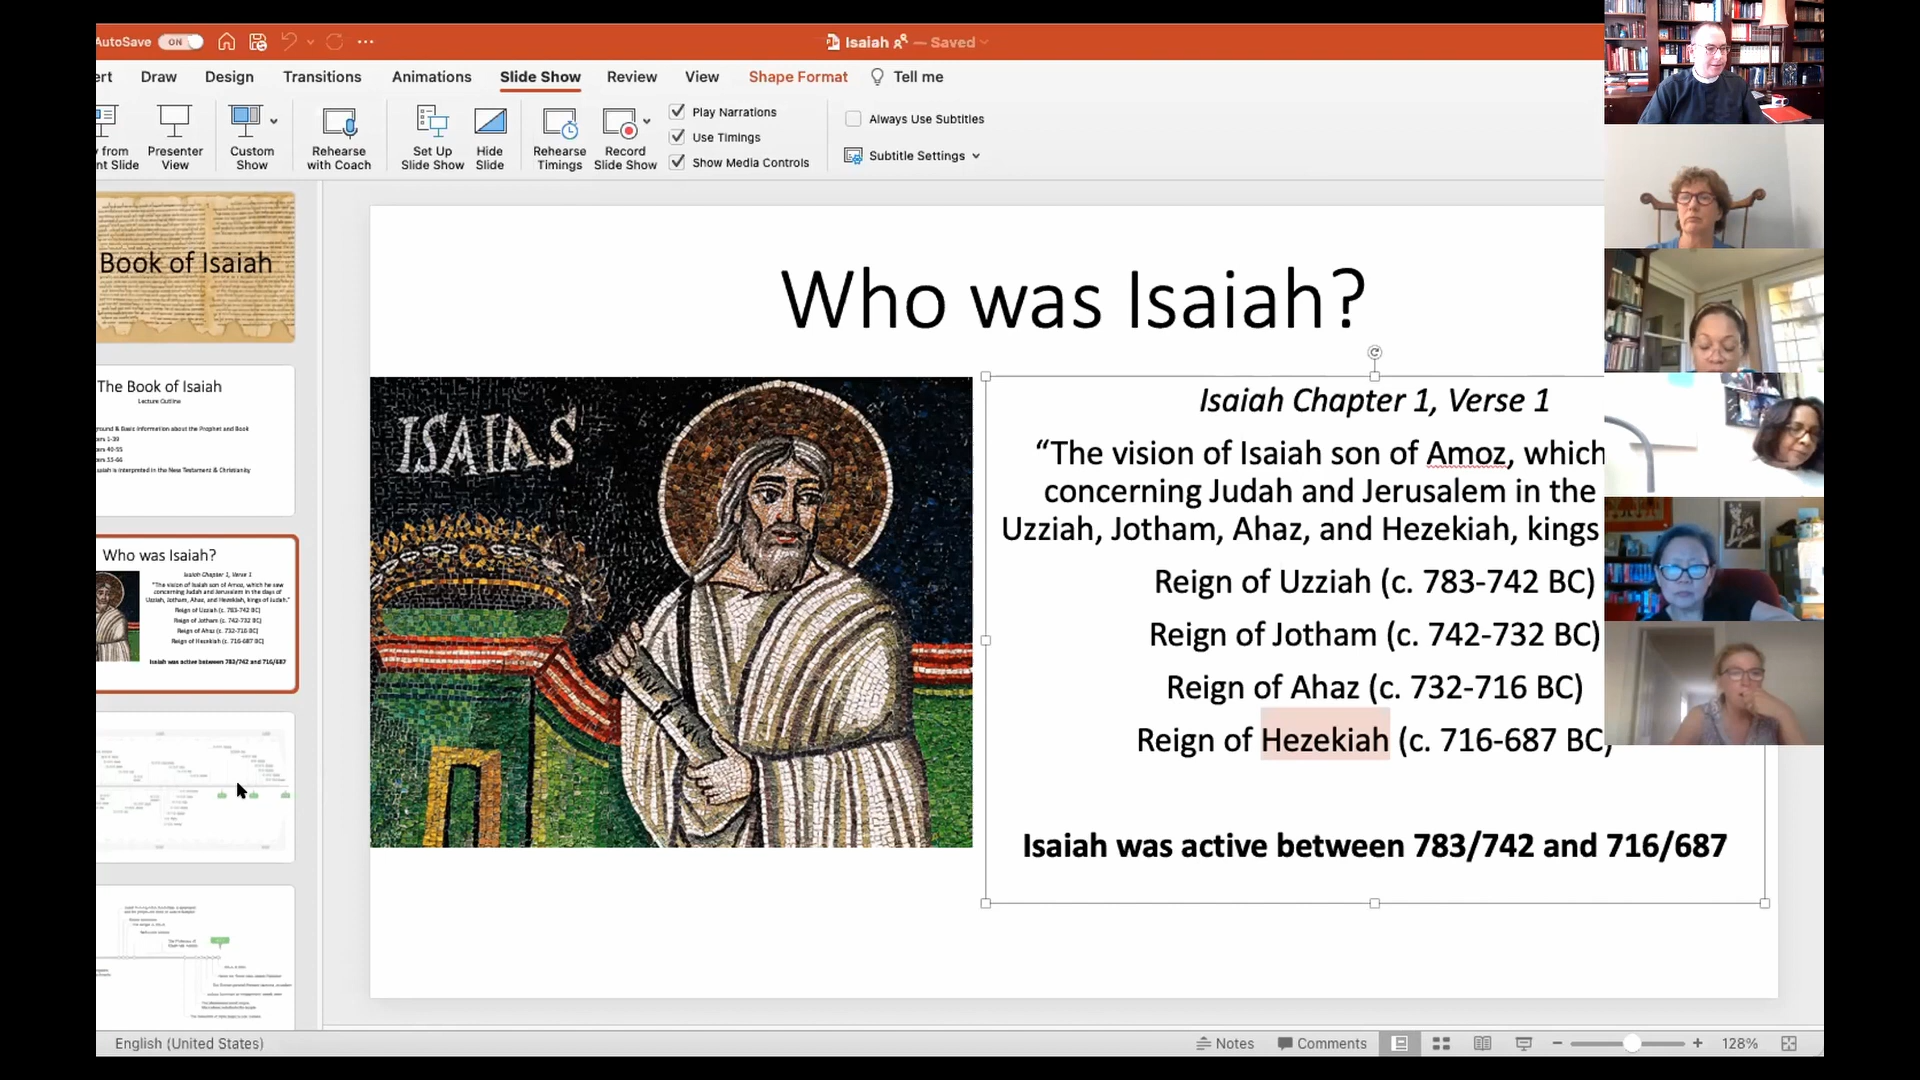 AutoSave ON Isaiah — Saved
ert Draw Design Transitions Animations Slide Show Review View Shape Format Tell me
from
nt Slide
Presenter
View
Custom
Show
Rehearse
with Coach
Set Up
Slide Show
Hide
Slide
Rehearse
Timings
Record
Slide Show
Play Narrations
Use Timings
Show Media Controls
Always Use Subtitles
Subtitle Settings
Book of Isaiah
The Book of Isaiah
Lecture Outline
round & Basic information about the Prophet and Book
ers 1-39
ers 40-55
ers 55-66
saiah is interpreted in the New Testament & Christianity
Who was Isaiah?
Isaiah Chapter 1, Verse 1
"The vision of Isaiah son of Amoz, which he saw
concerning Judah and Jerusalem in the days of
Uzziah, Jotham, Ahaz, and Hezekiah, kings of Judah."
Reign of Uzziah (c. 783-742 BC)
Reign of Jotham (c. 742-732 BC)
Reign of Ahaz (c. 732-716 BC)
Reign of Hezekiah (c. 716-687 BC)
Isaiah was active between 783/742 and 716/687
Who was Isaiah?
ISAIAS
Isaiah Chapter 1, Verse 1
“The vision of Isaiah son of Amoz, which
concerning Judah and Jerusalem in the
Uzziah, Jotham, Ahaz, and Hezekiah, kings
Reign of Uzziah (c. 783-742 BC)
Reign of Jotham (c. 742-732 BC)
Reign of Ahaz (c. 732-716 BC)
Reign of Hezekiah (c. 716-687 BC)
Isaiah was active between 783/742 and 716/687
English (United States)
Notes Comments 128%